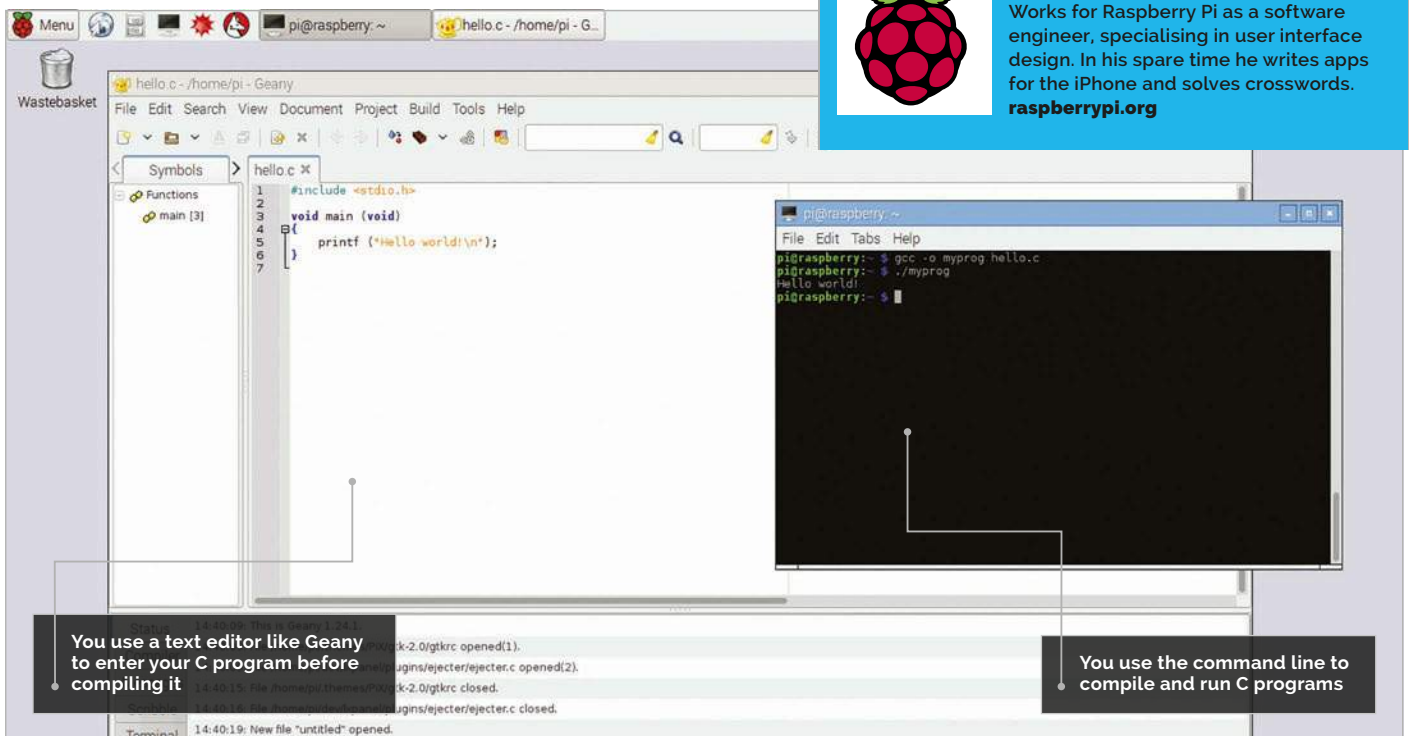 Menu
pi@raspberry: ~
hello.c - /home/pi - G...
Works for Raspberry Pi as a software
engineer, specialising in user interface
design. In his spare time he writes apps
for the iPhone and solves crosswords.
raspberrypi.org
Wastebasket
hello.c - /home/pi - Geany
File Edit Search View Document Project Build Tools Help
Symbols
hello.c
Functions
main [3]
1 #include <stdio.h>
2
3 void main (void)
4 {
5 printf ("Hello world!\n");
6 }
7
pi@raspberry: ~
File Edit Tabs Help
pi@raspberry:~ $ gcc -o myprog hello.c
pi@raspberry:~ $ ./myprog
Hello world!
pi@raspberry:~ $
Status
14:40:09: This is Geany 1.24.1.
k-2.0/gtkrc opened(1).
ugins/ejecter/ejecter.c opened(2).
14:40:15: File /home/pi/.themes/PiX/gtk-2.0/gtkrc closed.
Scribble
14:40:16: File /home/pi/dev/lxpanel/plugins/ejecter/ejecter.c closed.
Terminal
14:40:19: New file "untitled" opened.
You use a text editor like Geany
to enter your C program before
compiling it
You use the command line to
compile and run C programs